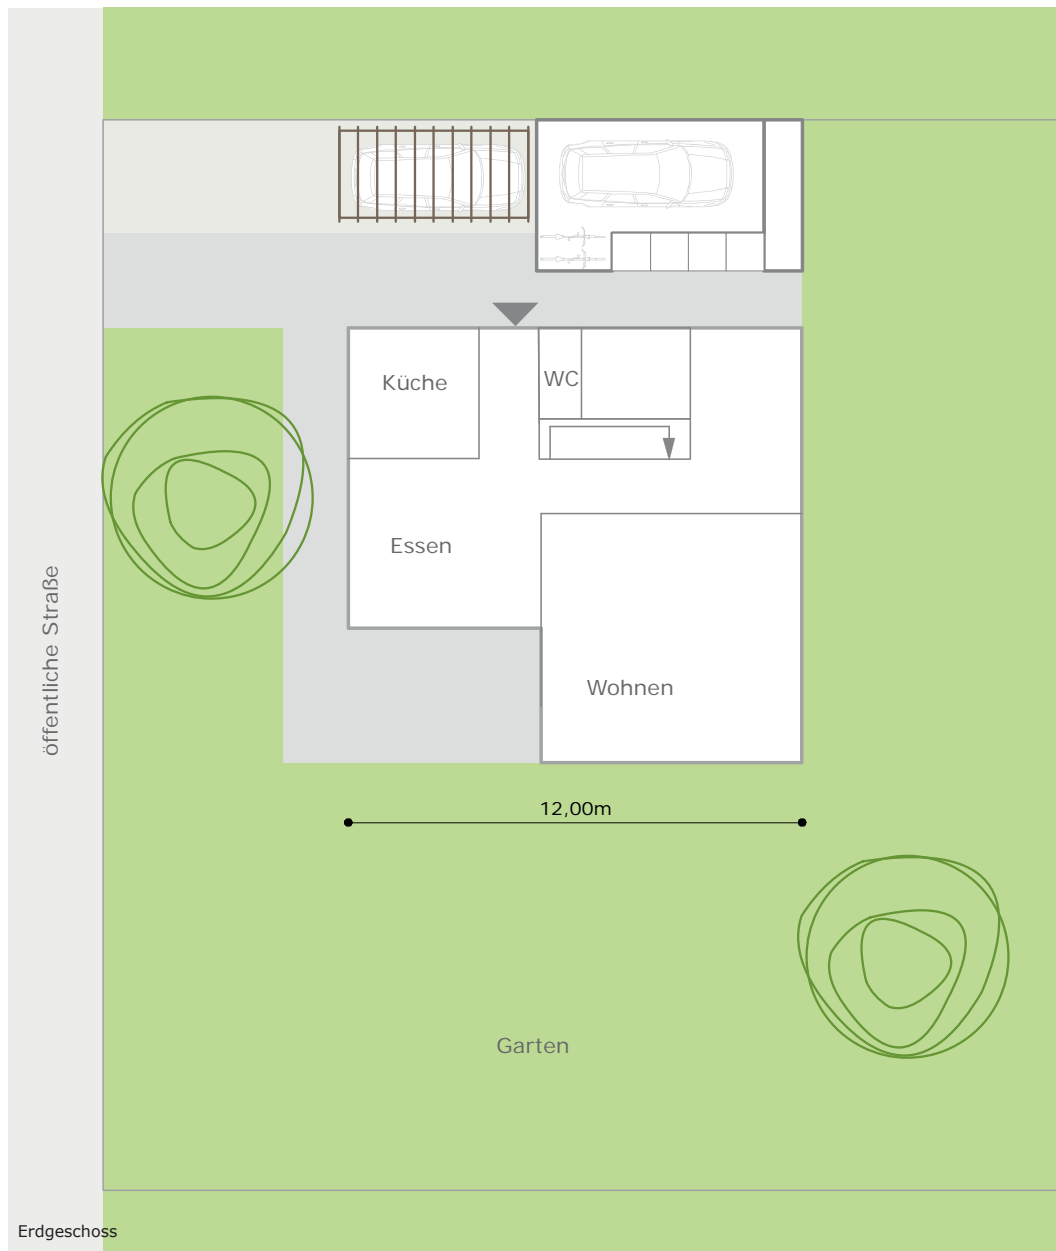 Küche
WC
Essen
öffentliche Straße
Wohnen
12,00m
Garten
Erdgeschoss